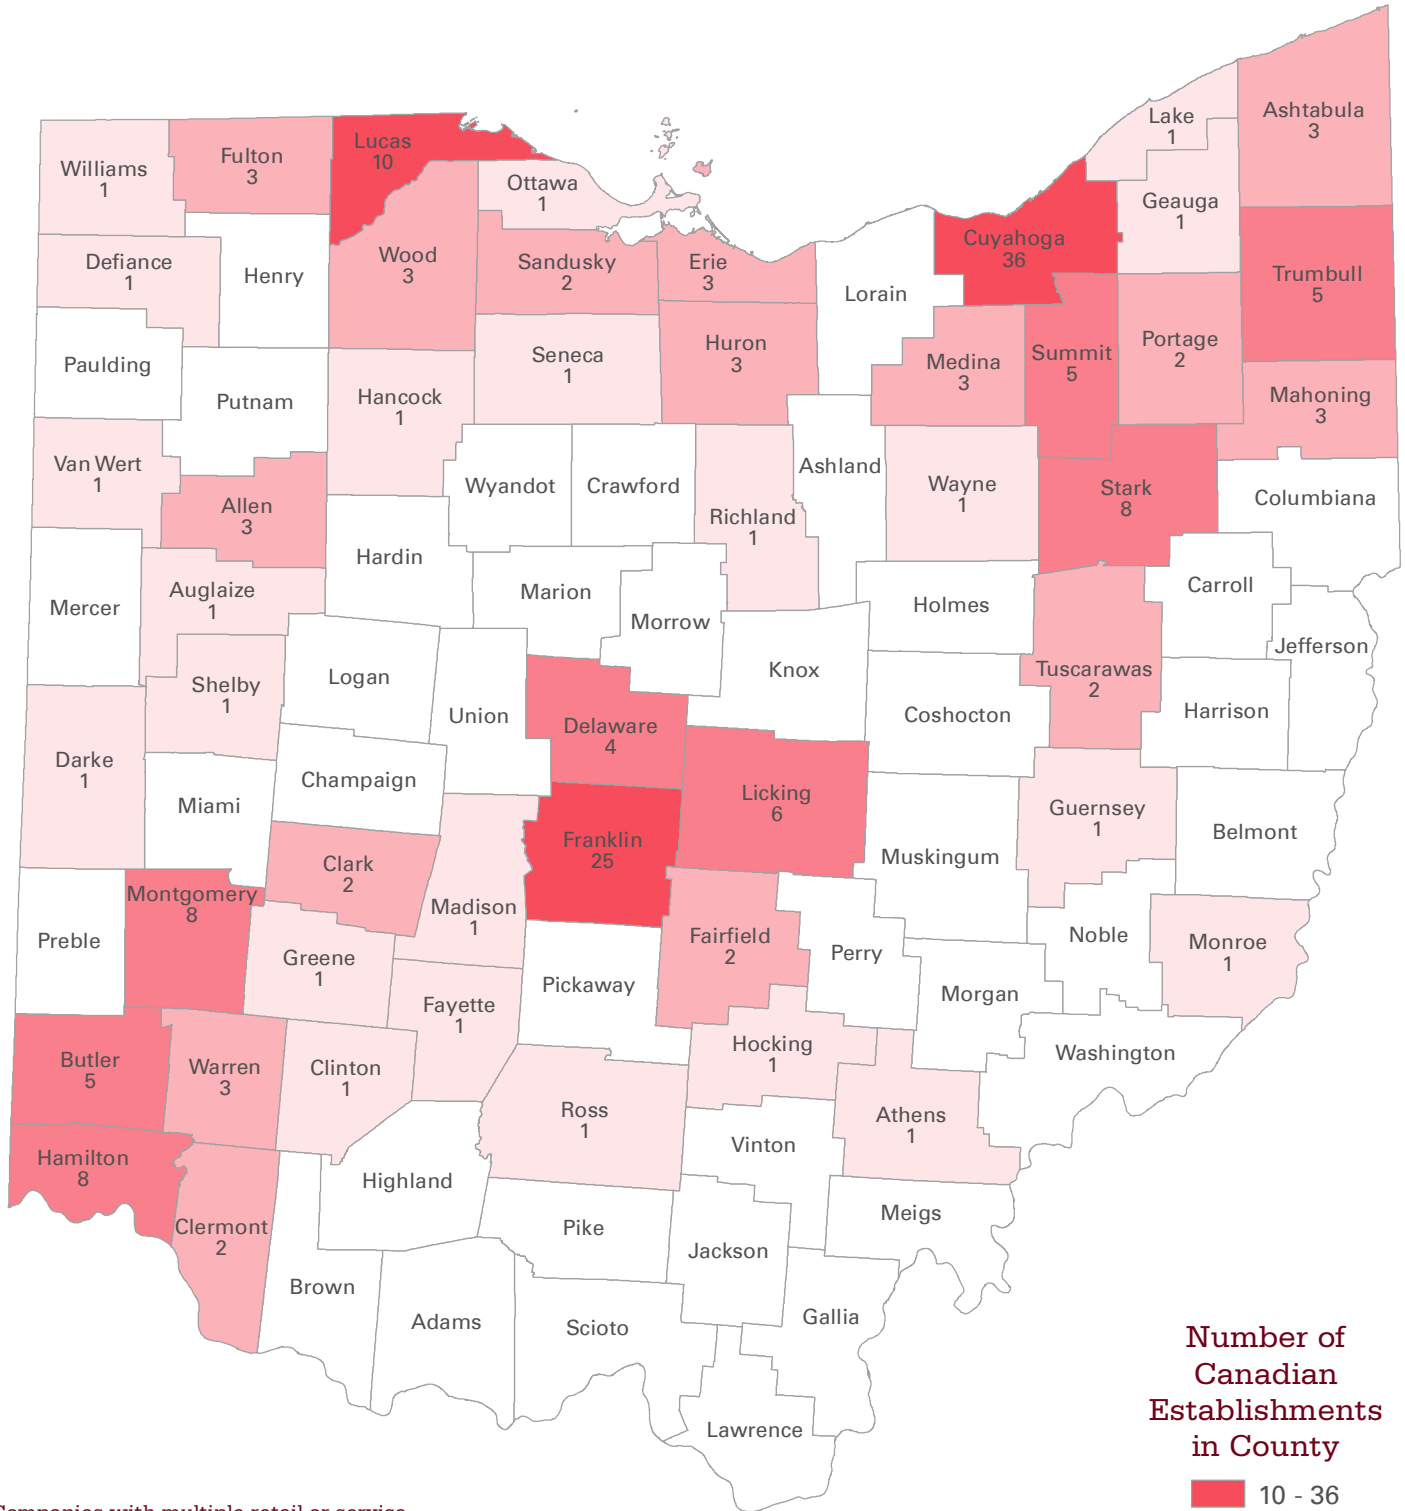 Lake
1
Ashtabula
3
Williams
1
Fulton
3
Lucas
10
Ottawa
1
Geauga
1
Defiance
1
Henry
Wood
3
Sandusky
2
Erie
3
Lorain
Cuyahoga
36
Trumbull
5
Paulding
Putnam
Hancock
1
Seneca
1
Huron
3
Medina
3
Summit
5
Portage
2
Mahoning
3
Van Wert
1
Allen
3
Wyandot
Crawford
Richland
1
Ashland
Wayne
1
Stark
8
Columbiana
Mercer
Auglaize
1
Hardin
Marion
Morrow
Holmes
Carroll
Jefferson
Shelby
1
Logan
Union
Delaware
4
Knox
Coshocton
Tuscarawas
2
Harrison
Darke
1
Miami
Champaign
Franklin
25
Licking
6
Muskingum
Guernsey
1
Belmont
Preble
Montgomery
8
Clark
2
Greene
1
Madison
1
Fayette
1
Pickaway
Fairfield
2
Perry
Morgan
Noble
Monroe
1
Butler
5
Warren
3
Clinton
1
Ross
1
Hocking
1
Athens
1
Washington
Hamilton
8
Clermont
2
Highland
Pike
Vinton
Meigs
Brown
Adams
Scioto
Jackson
Gallia
Lawrence
Number of
Canadian
Establishments
in County
10 - 36